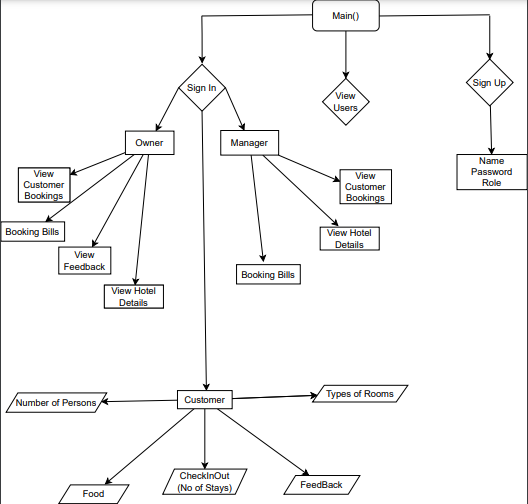 Main()
Sign In
View
Users
Sign Up
Owner
Manager
Name
Password
Role
View
Customer
Bookings
View
Customer
Bookings
Booking Bills
View Hotel
Details
View
Feedback
Booking Bills
View Hotel
Details
Number of Persons
Customer
Types of Rooms
Food
CheckInOut
(No of Stays)
FeedBack